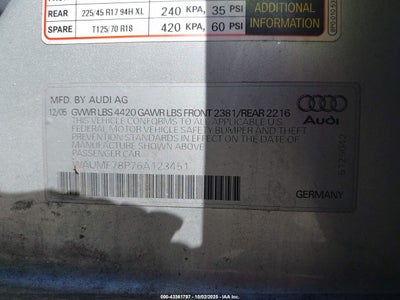 KPA, PSI
REAR 225/45 R17 94H XL 240 KPA, 35 PSI
SPARE T125/70 R18 420 KPA, 60 PSI
ADDITIONAL
INFORMATION
MFD. BY AUDI AG
12/05 GVWR LBS 4420 GAWR LBS FRONT 2381/REAR 2216
THIS VEHICLE CONFORMS TO ALL APPLICABLE U.S.
FEDERAL MOTOR VEHICLE SAFETY, BUMPER AND THEFT
PREVENTION STANDARDS IN EFFECT ON THE
DATE OF MANUFACTURE SHOWN ABOVE.
PASSENGER CAR
WAUMF78P76A123451
Audi
GERMANY
000-43361797 - 10/02/2025 - IAA, Inc.